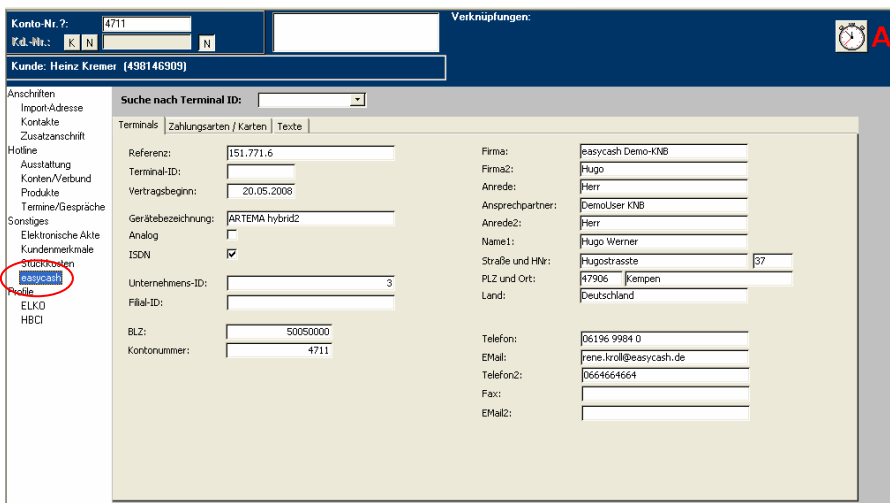 Konto-Nr.?: 4711
Verknüpfungen:
Kd.-Nr.: K N N
A
Kunde: Heinz Kremer (498146909)
Anschriften
Import-Adresse
Kontakte
Zusatzanschrift
Hotline
Ausstattung
Konten/Verbund
Produkte
Termine/Gespräche
Sonstiges
Elektronische Akte
Kundenmerkmale
Stückkosten
easycash
Profile
ELKO
HBCI
Suche nach Terminal ID:
Terminals Zahlungsarten / Karten Texte
Referenz: 151.771.6
Terminal-ID:
Vertragsbeginn: 20.05.2008
Gerätebezeichnung: ARTEMA hybrid2
Analog
ISDN
Unternehmens-ID: 3
Filial-ID:
BLZ: 50050000
Kontonummer: 4711
Firma: easycash Demo-KNB
Firma2: Hugo
Anrede: Herr
Ansprechpartner: DemoUser KNB
Anrede2: Herr
Name1: Hugo Werner
Straße und HNr: Hugostrasste 37
PLZ und Ort: 47906 Kempen
Land: Deutschland
Telefon: 06196 9984 0
EMail: rene.kroll@easycash.de
Telefon2: 0664664664
Fax:
EMail2: